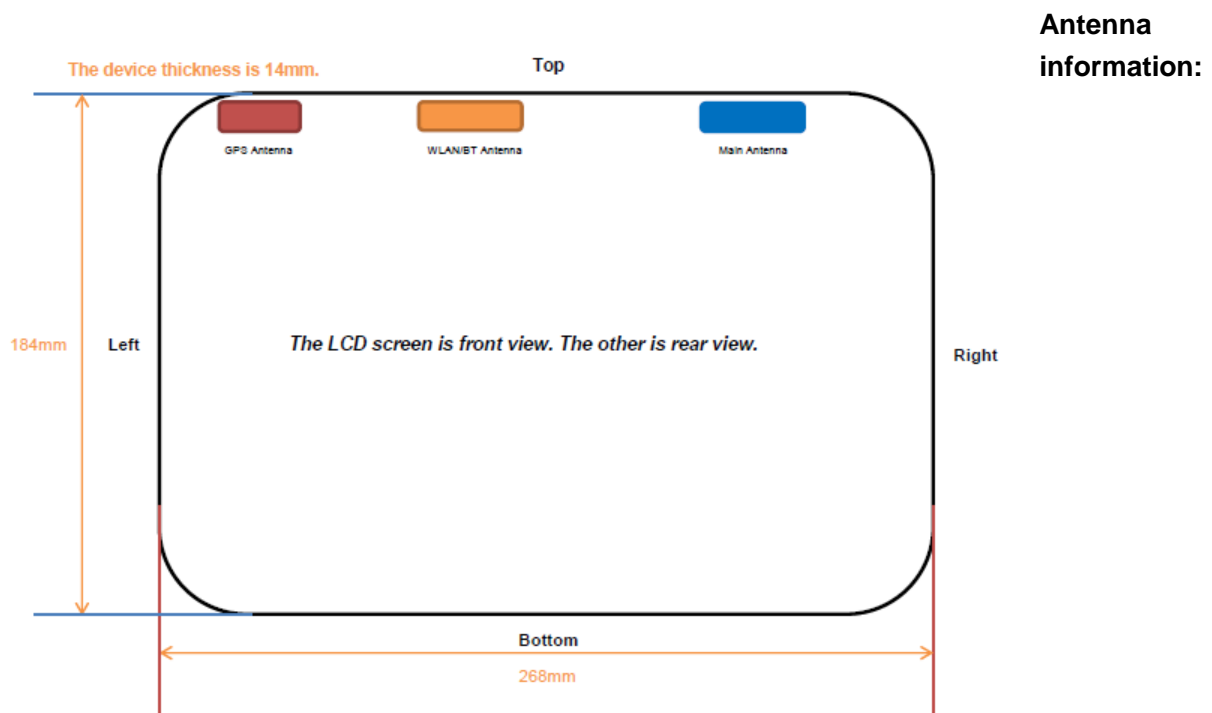 Antenna
information:
The device thickness is 14mm.
Top
GPS Antenna
WLAN/BT Antenna
Main Antenna
184mm
Left
The LCD screen is front view. The other is rear view.
Right
Bottom
268mm